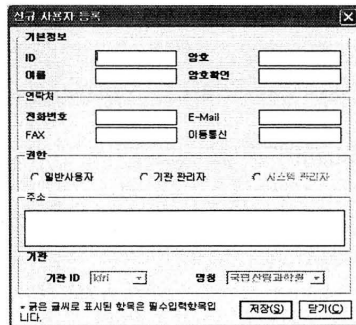 신규 사용자 등록
기본정보
ID 암호
이름 암호확인
연락처
전화번호 E-Mail
FAX 이동통신
권한
일반사용자 기관 관리자 시스템 관리자
주소
기관
기관 ID kfri 명칭 국립산림과학원
* 굵은 글씨로 표시된 항목은 필수입력항목입
니다.
저장(S) 닫기(C)